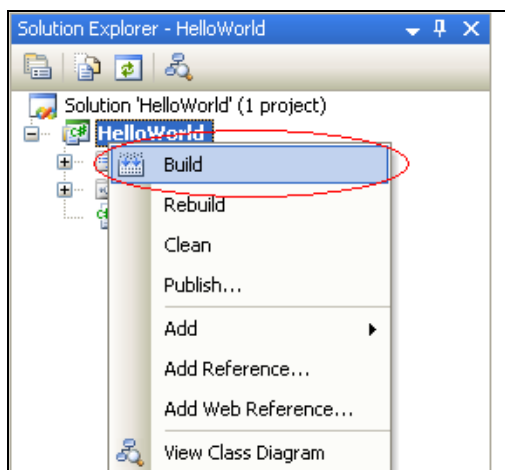 Solution Explorer - HelloWorld
Solution 'HelloWorld' (1 project)
HelloWorld
Build
Rebuild
Clean
Publish...
Add
Add Reference...
Add Web Reference...
View Class Diagram